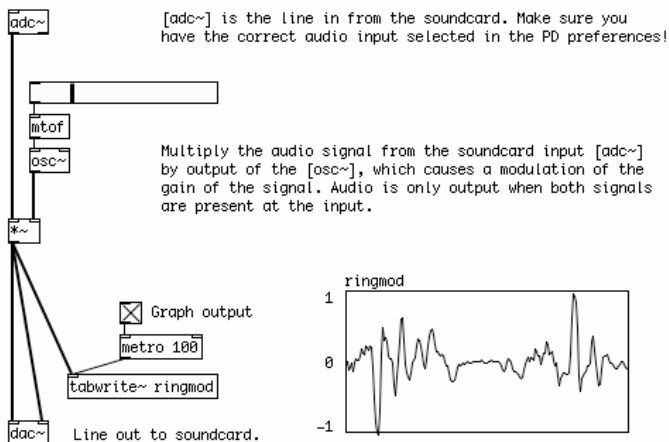 adc~
[adc~] is the line in from the soundcard. Make sure you
have the correct audio input selected in the PD preferences!
mtof
osc~
Multiply the audio signal from the soundcard input [adc~]
by output of the [osc~], which causes a modulation of the
gain of the signal. Audio is only output when both signals
are present at the input.
*~
ringmod
1
Graph output
metro 100
0
tabwrite~ ringmod
-1
dac~
Line out to soundcard.